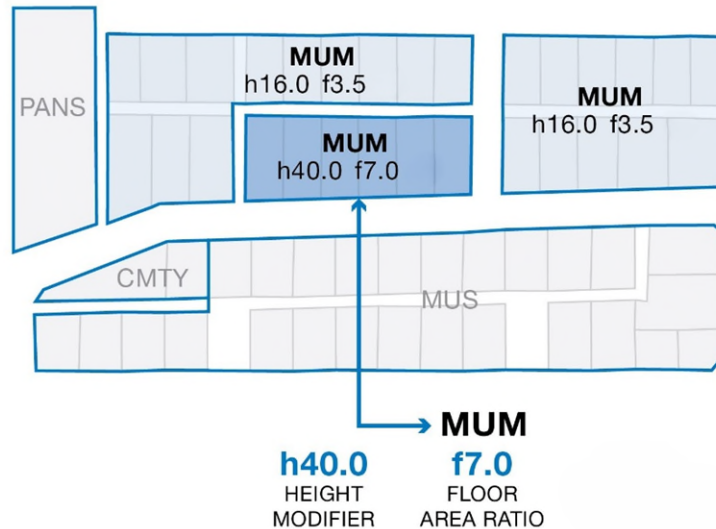 MUM
h16.0 f3.5
PANS
MUM
h16.0 f3.5
MUM
h40.0 f7.0
CMTY
MUS
MUM
h40.0 f7.0
HEIGHT FLOOR
MODIFIER AREA RATIO